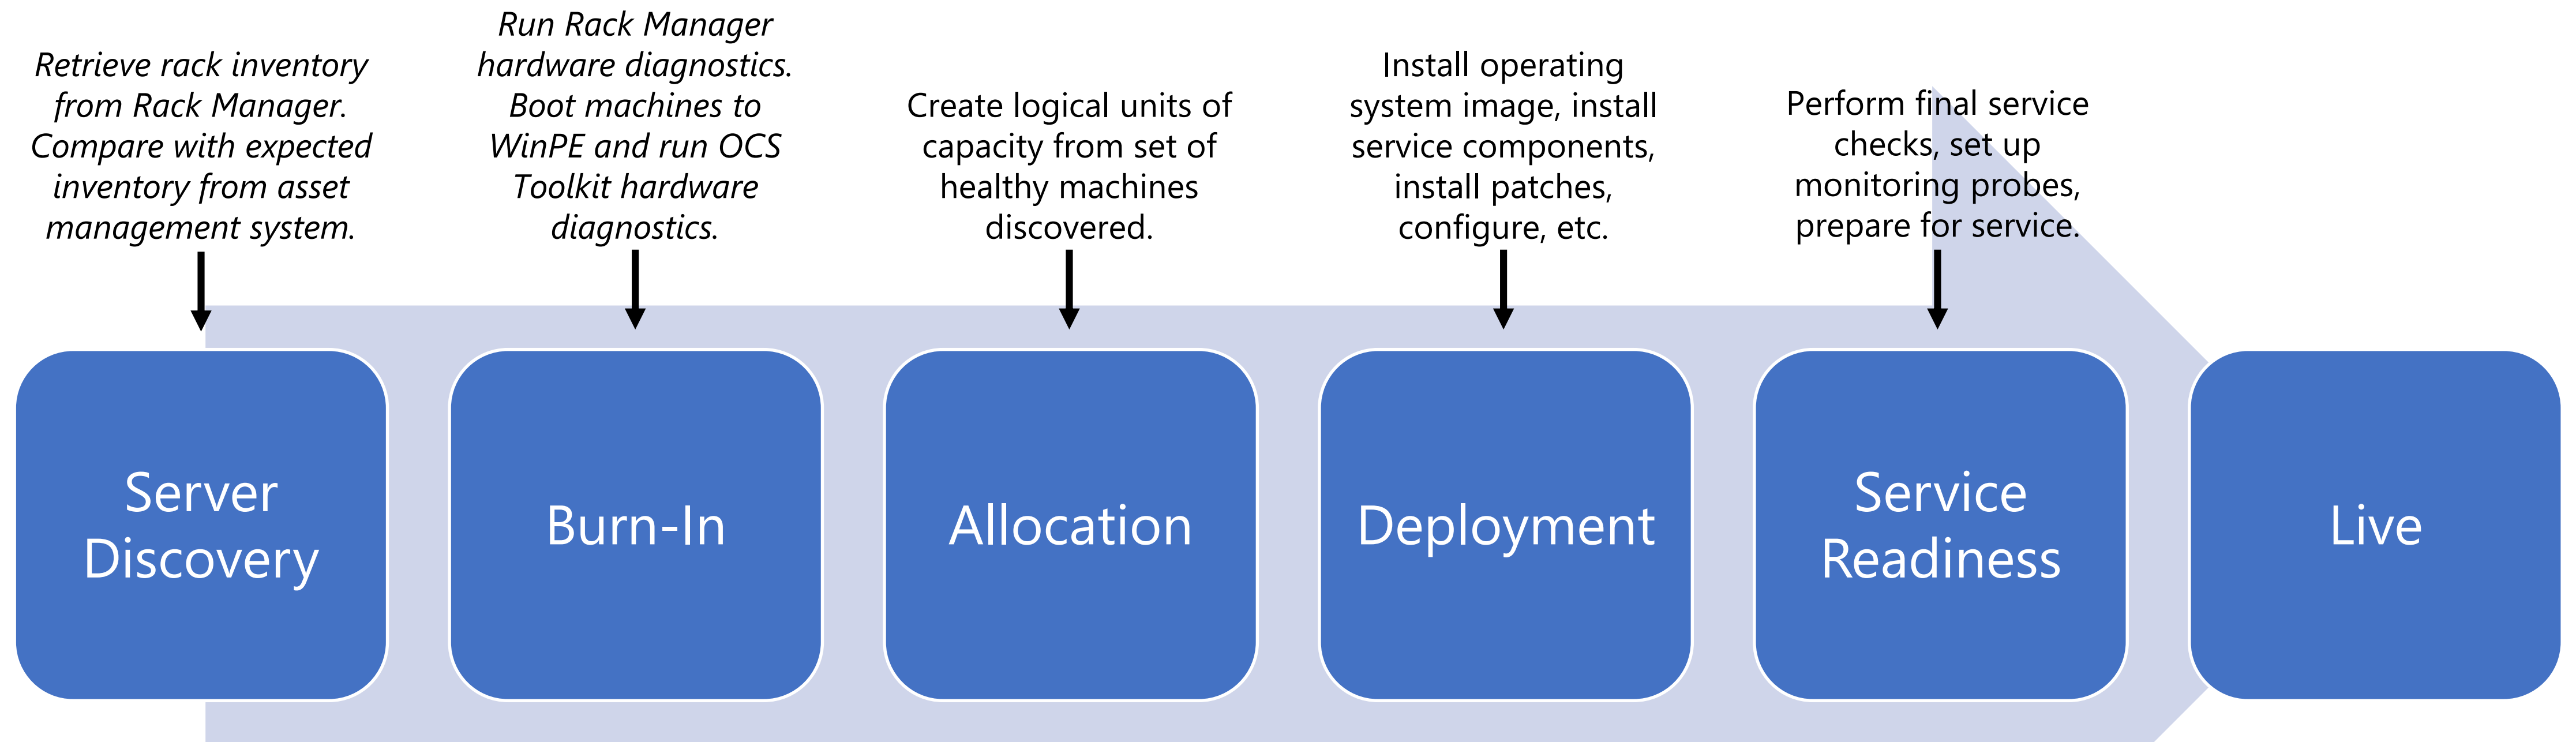 Retrieve rack inventory
from Rack Manager.
Compare with expected
inventory from asset
management system.
Run Rack Manager
hardware diagnostics.
Boot machines to
WinPE and run OCS
Toolkit hardware
diagnostics.
Create logical units of
capacity from set of
healthy machines
discovered.
Install operating
system image, install
service components,
install patches,
configure, etc.
Perform final service
checks, set up
monitoring probes,
prepare for service.
Server
Discovery
Burn-In
Allocation
Deployment
Service
Readiness
Live